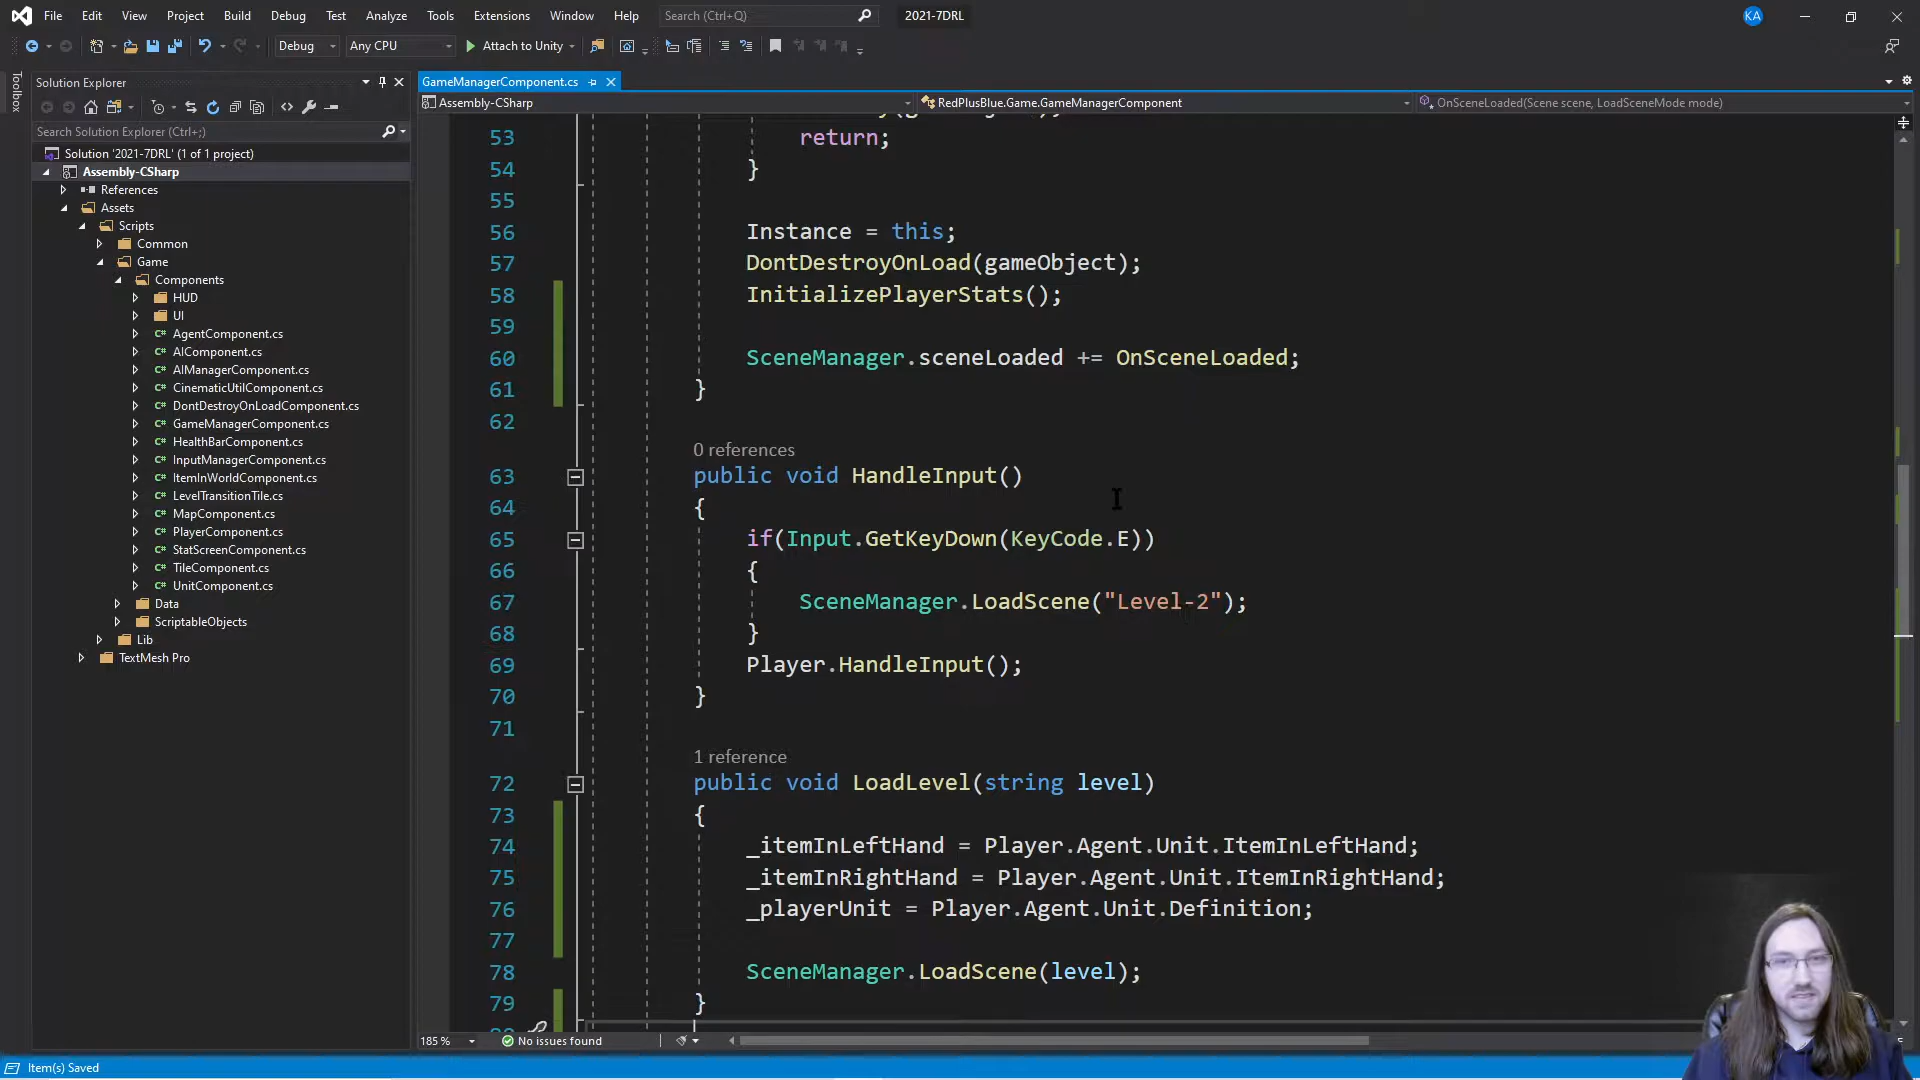 File Edit View Project Build Debug Test Analyze Tools Extensions Window Help Search (Ctrl+Q) 2021-7DRL KA
Debug Any CPU Attach to Unity
Toolbox
Solution Explorer
Search Solution Explorer (Ctrl+;)
Solution '2021-7DRL' (1 of 1 project)
Assembly-CSharp
References
Assets
Scripts
Common
Game
Components
HUD
UI
C# AgentComponent.cs
C# AIComponent.cs
C# AIManagerComponent.cs
C# CinematicUtilComponent.cs
C# DontDestroyOnLoadComponent.cs
C# GameManagerComponent.cs
C# HealthBarComponent.cs
C# InputManagerComponent.cs
C# ItemInWorldComponent.cs
C# LevelTransitionTile.cs
C# MapComponent.cs
C# PlayerComponent.cs
C# StatScreenComponent.cs
C# TileComponent.cs
C# UnitComponent.cs
Data
ScriptableObjects
Lib
TextMesh Pro
GameManagerComponent.cs
Assembly-CSharp RedPlusBlue.Game.GameManagerComponent OnSceneLoaded(Scene scene, LoadSceneMode mode)
53 return;
54 }
55
56 Instance = this;
57 DontDestroyOnLoad(gameObject);
58 InitializePlayerStats();
59
60 SceneManager.sceneLoaded += OnSceneLoaded;
61 }
62
0 references
63 public void HandleInput()
64 {
65 if(Input.GetKeyDown(KeyCode.E))
66 {
67 SceneManager.LoadScene("Level-2");
68 }
69 Player.HandleInput();
70 }
71
1 reference
72 public void LoadLevel(string level)
73 {
74 _itemInLeftHand = Player.Agent.Unit.ItemInLeftHand;
75 _itemInRightHand = Player.Agent.Unit.ItemInRightHand;
76 _playerUnit = Player.Agent.Unit.Definition;
77
78 SceneManager.LoadScene(level);
79 }
185 % No issues found
Item(s) Saved